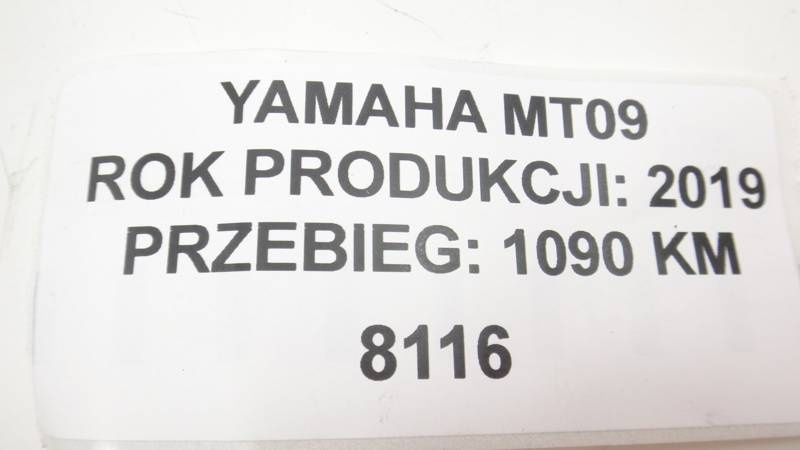 YAMAHA MT09
ROK PRODUKCJI: 2019
PRZEBIEG: 1090 KM
8116